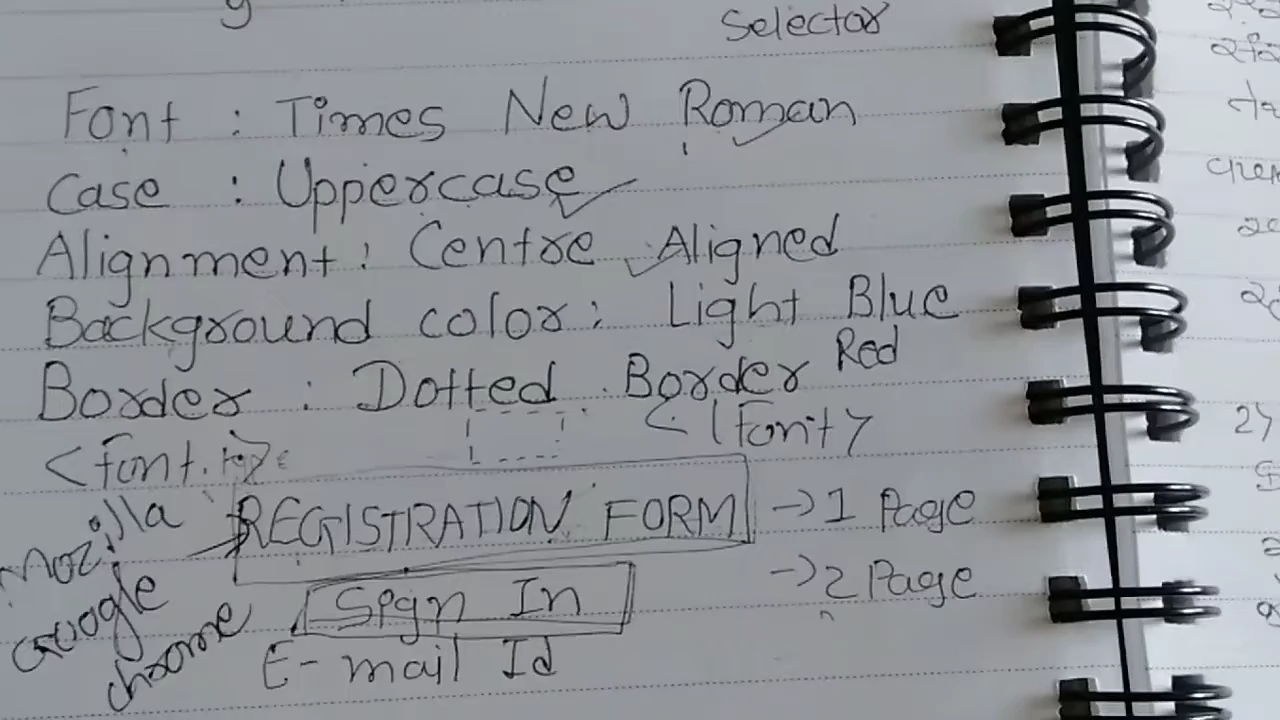 Selector
Font : Times New Roman
Case : Uppercase
Alignment : Centre Aligned
Background color : Light Blue
Border : Dotted Border Red
<font. </font>
REGISTRATION FORM → 1 Page
Mozilla
Sign In → 2 Page
Google
chrome
E-mail Id